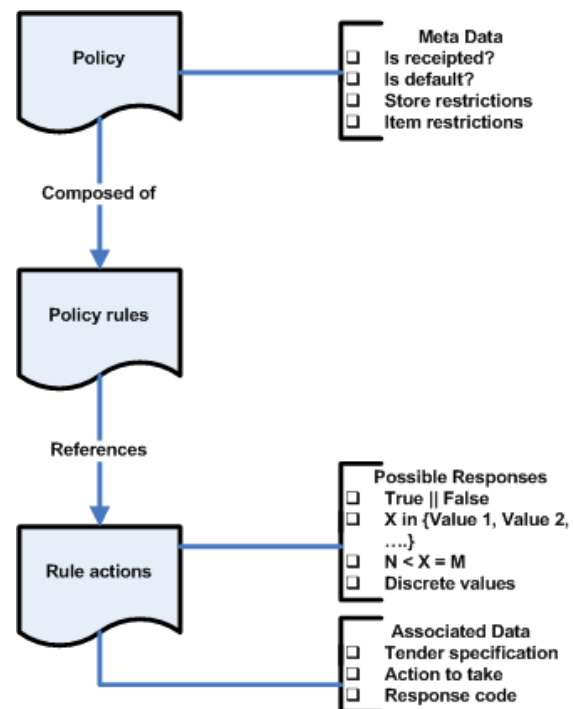 Policy
Meta Data
❑ Is receipted?
❑ Is default?
❑ Store restrictions
❑ Item restrictions
Composed of
Policy rules
References
Rule actions
Possible Responses
❑ True || False
❑ X in {Value 1, Value 2,
….}
❑ N < X = M
❑ Discrete values
Associated Data
❑ Tender specification
❑ Action to take
❑ Response code